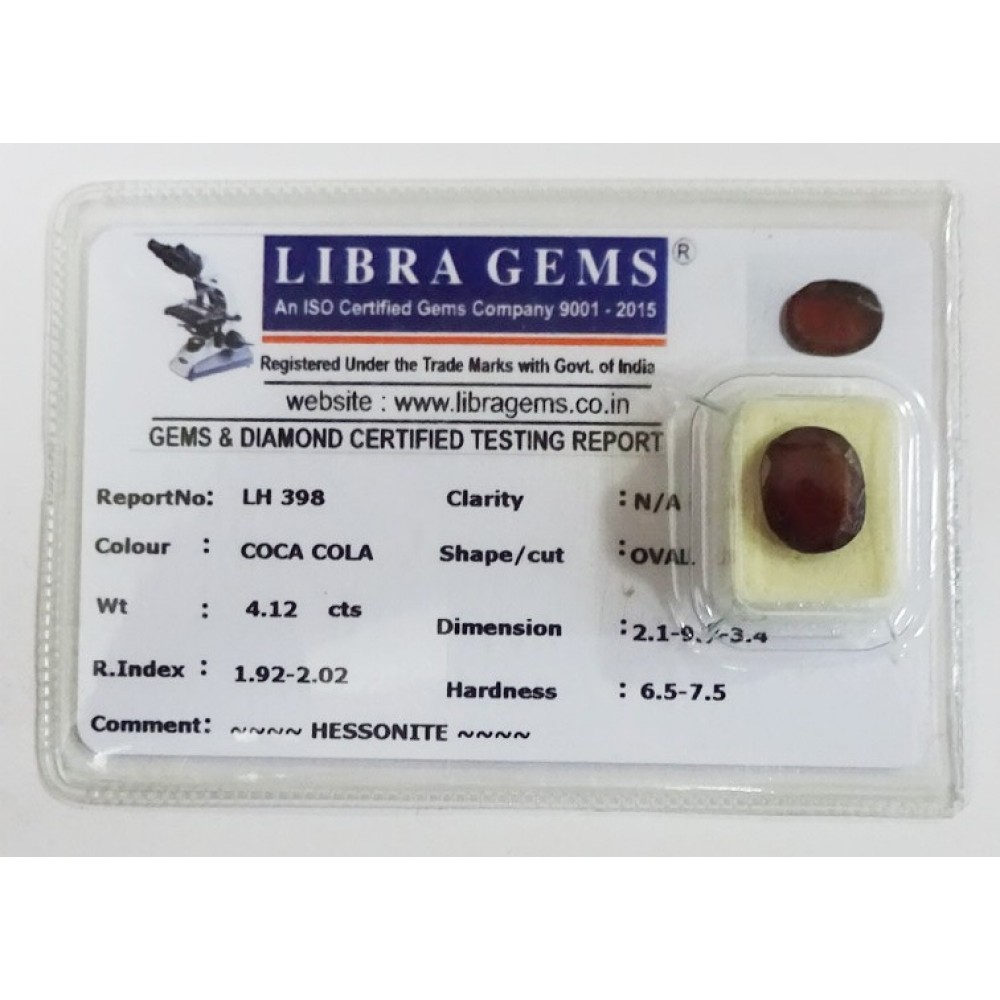 LIBRA GEMS ®
An ISO Certified Gems Company 9001 - 2015
Registered Under the Trade Marks with Govt. of India
website : www.libragems.co.in
GEMS & DIAMOND CERTIFIED TESTING REPORT
ReportNo: LH 398 Clarity : N/A
Colour : COCA COLA Shape/cut : OVAL
Wt : 4.12 cts Dimension :
R.Index : 1.92-2.02 Hardness : 6.5-7.5
Comment: ~~~~ HESSONITE ~~~~